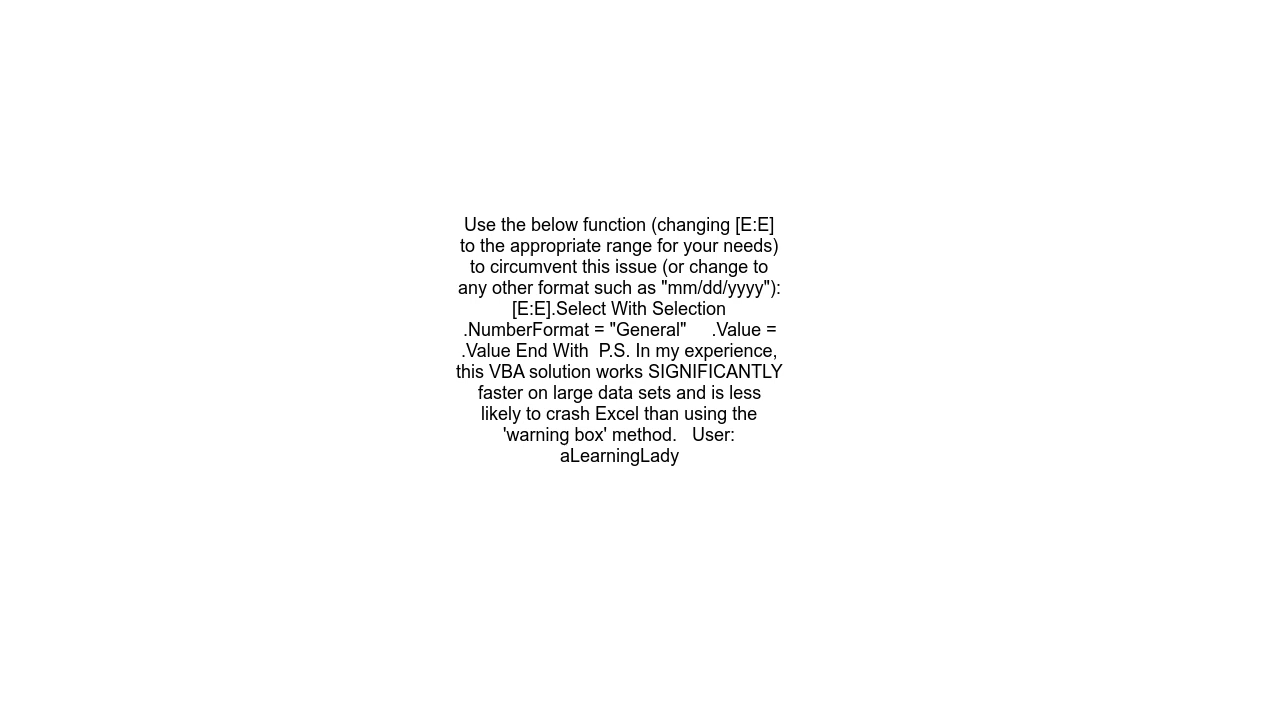 Use the below function (changing [E:E]
to the appropriate range for your needs)
to circumvent this issue (or change to
any other format such as "mm/dd/yyyy"):
[E:E].Select With Selection
.NumberFormat = "General"     .Value =
.Value End With  P.S. In my experience,
this VBA solution works SIGNIFICANTLY
faster on large data sets and is less
likely to crash Excel than using the
'warning box' method.   User:
aLearningLady